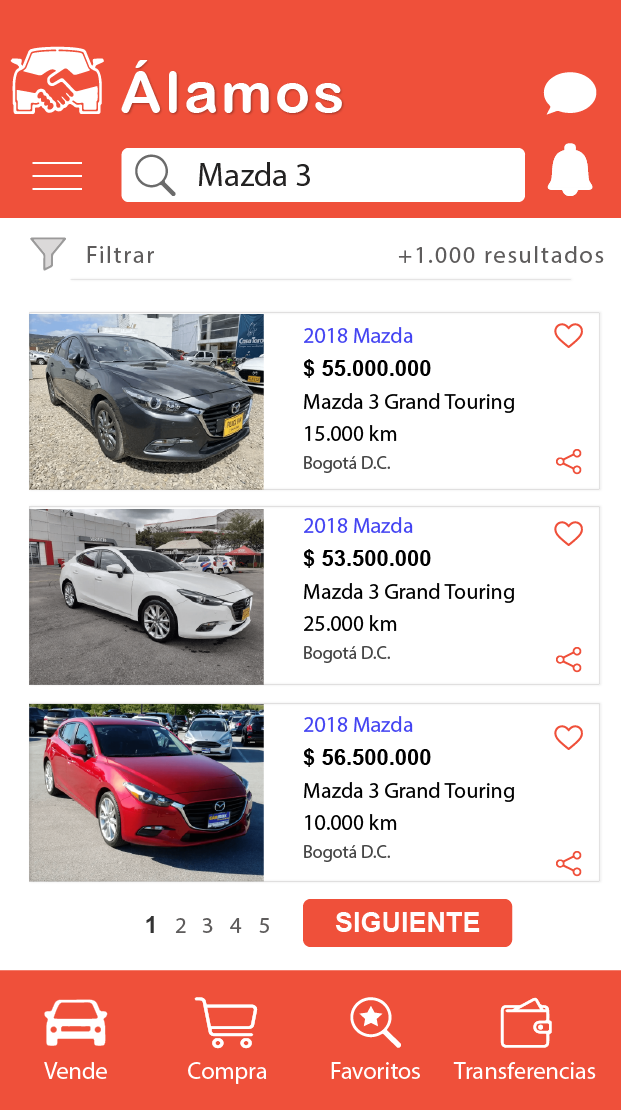 Álamos
Mazda 3
Filtrar
+1.000 resultados
2018 Mazda
$ 55.000.000
Mazda 3 Grand Touring
15.000 km
Bogotá D.C.
2018 Mazda
$ 53.500.000
Mazda 3 Grand Touring
25.000 km
Bogotá D.C.
2018 Mazda
$ 56.500.000
Mazda 3 Grand Touring
10.000 km
Bogotá D.C.
1 2 3 4 5
SIGUIENTE
Vende
Compra
Favoritos
Transferencias